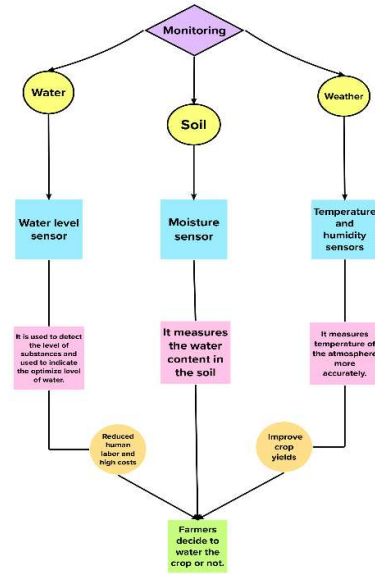 Monitoring
Water
Soil
Weather
Water level
sensor
Moisture
sensor
Temperature
and
humidity
sensors
It is used to detect
the level of
substances and
used to indicate
the optimize level
of water.
It measures
the water
content in
the soil
It measures
temperature of
the atmosphere
more
accurately.
Reduced
human
labor and
high costs
Improve
crop
yields
Farmers
decide to
water the
crop or not.